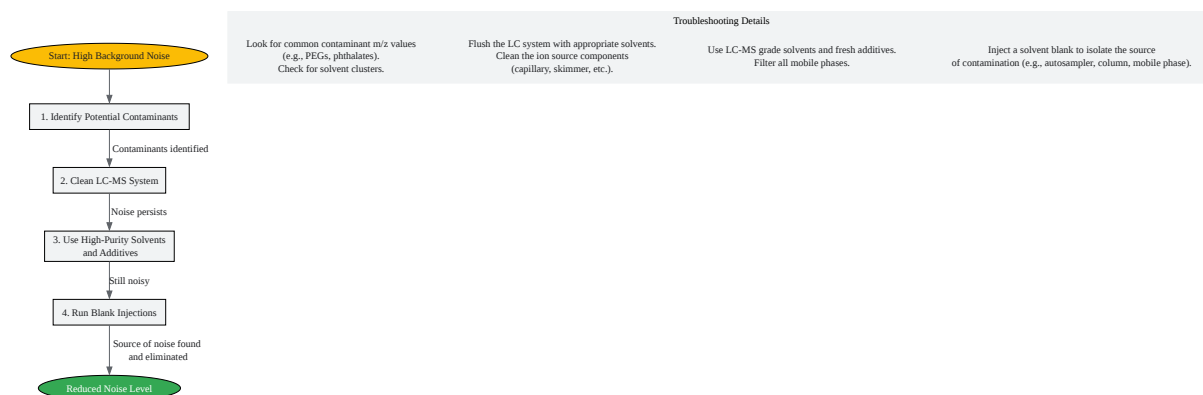 Troubleshooting Details
Look for common contaminant m/z values
(e.g., PEGs, phthalates).
Check for solvent clusters.
Flush the LC system with appropriate solvents.
Clean the ion source components
(capillary, skimmer, etc.).
Use LC-MS grade solvents and fresh additives.
Filter all mobile phases.
Inject a solvent blank to isolate the source
of contamination (e.g., autosampler, column, mobile phase).
Start: High Background Noise
1. Identify Potential Contaminants
Contaminants identified
2. Clean LC-MS System
Noise persists
3. Use High-Purity Solvents
and Additives
Still noisy
4. Run Blank Injections
Source of noise found
and eliminated
Reduced Noise Level